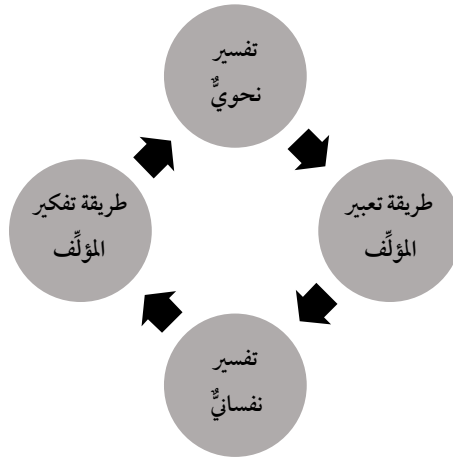 تفسير
نحويٌّ
طريقة تعبير
المؤلِّف
تفسير
نفسانيٌّ
طريقة تفكير
المؤلِّف